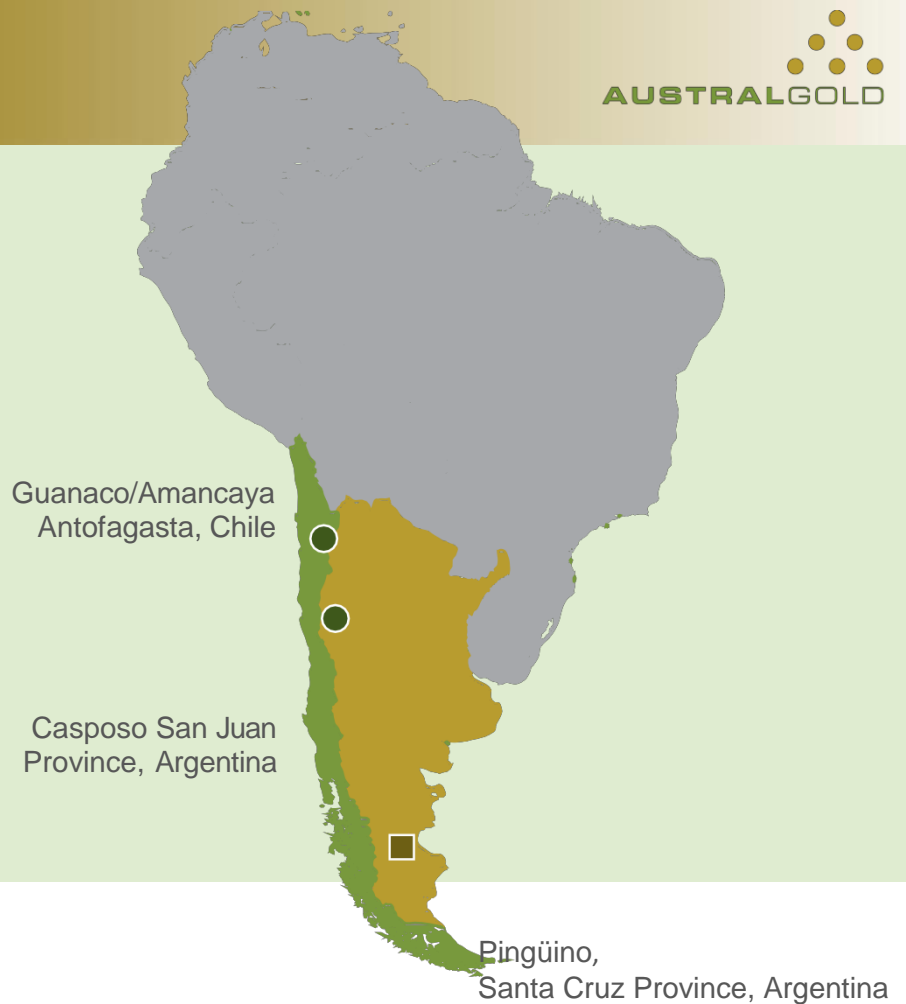 AUSTRALGOLD
Guanaco/Amancaya
Antofagasta, Chile
Casposo San Juan
Province, Argentina
Pingüino,
Santa Cruz Province, Argentina